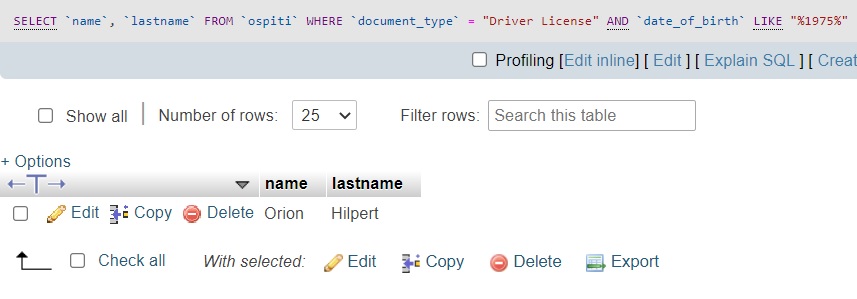 SELECT `name`, `lastname` FROM `ospiti` WHERE `document_type` = "Driver License" AND `date_of_birth` LIKE "%1975%"
Profiling [Edit inline] [ Edit ] [ Explain SQL ] [ Creat
Show all Number of rows: 25 Filter rows: Search this table
+ Options
←T→ name lastname
Edit Copy Delete Orion Hilpert
Check all With selected: Edit Copy Delete Export